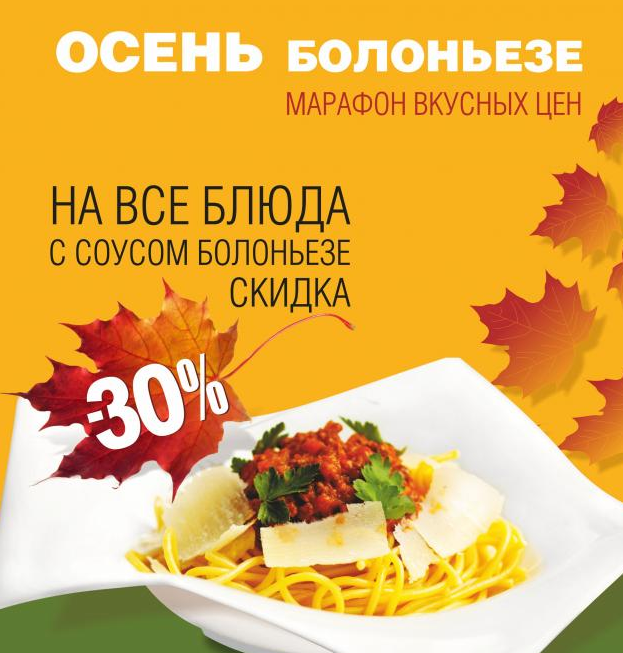 ОСЕНЬ БОЛОНЬЕЗЕ
МАРАФОН ВКУСНЫХ ЦЕН
НА ВСЕ БЛЮДА
С СОУСОМ БОЛОНЬЕЗЕ
СКИДКА
-30%